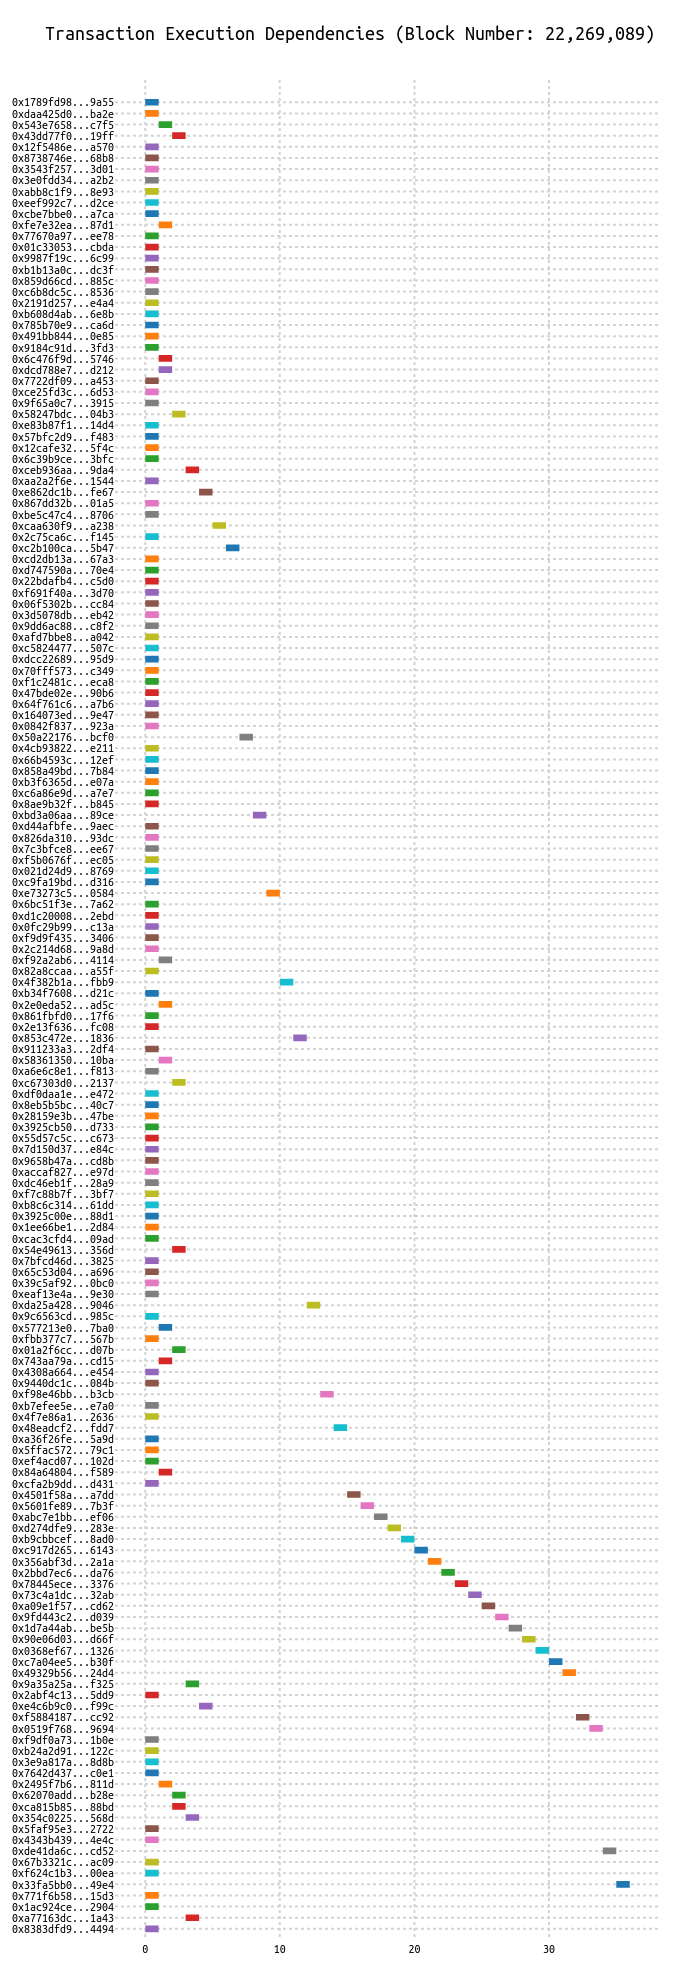 Transaction Execution Dependencies (Block Number: 22,269,089)
0x1789fd98...9a55
0xdaa425d0...ba2e
0x543e7658...c7f5
0x43dd77f0...19ff
0x12f5486e...a570
0x8738746e...68b8
0x3543f257...3d01
0x3e0fdd34...a2b2
0xabb8c1f9...8e93
0xeef992c7...d2ce
0xcbe7bbe0...a7ca
0xfe7e32ea...87d1
0x77670a97...ee78
0x01c33053...cbda
0x9987f19c...6c99
0xb1b13a0c...dc3f
0x859d66cd...885c
0xc6b8dc5c...8536
0x2191d257...e4a4
0xb608d4ab...6e8b
0x785b70e9...ca6d
0x491bb844...0e85
0x9184c91d...3fd3
0x6c476f9d...5746
0xdcd788e7...d212
0x7722df09...a453
0xce25fd3c...6d53
0x9f65a0c7...3915
0x58247bdc...04b3
0xe83b87f1...14d4
0x57bfc2d9...f483
0x12cafe32...5f4c
0x6c39b9ce...3bfc
0xceb936aa...9da4
0xaa2a2f6e...1544
0xe862dc1b...fe67
0x867dd32b...01a5
0xbe5c47c4...8706
0xcaa630f9...a238
0x2c75ca6c...f145
0xc2b100ca...5b47
0xcd2db13a...67a3
0xd747590a...70e4
0x22bdafb4...c5d0
0xf691f40a...3d70
0x06f5302b...cc84
0x3d5078db...eb42
0x9dd6ac88...c8f2
0xafd7bbe8...a042
0xc5824477...507c
0xdcc22689...95d9
0x70fff573...c349
0xf1c2481c...eca8
0x47bde02e...90b6
0x64f761c6...a7b6
0x164073ed...9e47
0x0842f837...923a
0x50a22176...bcf0
0x4cb93822...e211
0x66b4593c...12ef
0x858a49bd...7b84
0xb3f6365d...e07a
0xc6a86e9d...a7e7
0x8ae9b32f...b845
0xbd3a06aa...89ce
0xd44afbfe...9aec
0x826da310...93dc
0x7c3bfce8...ee67
0xf5b0676f...ec05
0x021d24d9...8769
0xc9fa19bd...d316
0xe73273c5...0584
0x6bc51f3e...7a62
0xd1c20008...2ebd
0x0fc29b99...c13a
0xf9d9f435...3406
0x2c214d68...9a8d
0xf92a2ab6...4114
0x82a8ccaa...a55f
0x4f382b1a...fbb9
0xb34f7608...d21c
0x2e0eda52...ad5c
0x861fbfd0...17f6
0x2e13f636...fc08
0x853c472e...1836
0x911233a3...2df4
0x58361350...10ba
0xa6e6c8e1...f813
0xc67303d0...2137
0xdf0daa1e...e472
0x8eb5b5bc...40c7
0x28159e3b...47be
0x3925cb50...d733
0x55d57c5c...c673
0x7d150d37...e84c
0x9658b47a...cd8b
0xaccaf827...e97d
0xdc46eb1f...28a9
0xf7c88b7f...3bf7
0xb8c6c314...61dd
0x3925c00e...88d1
0x1ee66be1...2d84
0xcac3cfd4...09ad
0x54e49613...356d
0x7bfcd46d...3825
0x65c53d04...a696
0x39c5af92...0bc0
0xeaf13e4a...9e30
0xda25a428...9046
0x9c6563cd...985c
0x577213e0...7ba0
0xfbb377c7...567b
0x01a2f6cc...d07b
0x743aa79a...cd15
0x4308a664...e454
0x9440dc1c...084b
0xf98e46bb...b3cb
0xb7efee5e...e7a0
0x4f7e86a1...2636
0x48eadcf2...fdd7
0xa36f26fe...5a9d
0x5ffac572...79c1
0xef4acd07...102d
0x84a64804...f589
0xcfa2b9dd...d431
0x4501f58a...a7dd
0x5601fe89...7b3f
0xabc7e1bb...ef06
0xd274dfe9...283e
0xb9cbbcef...8ad0
0xc917d265...6143
0x356abf3d...2a1a
0x2bbd7ec6...da76
0x78445ece...3376
0x73c4a1dc...32ab
0xa09e1f57...cd62
0x9fd443c2...d039
0x1d7a44ab...be5b
0x90e06d03...d66f
0x0368ef67...1326
0xc7a04ee5...b30f
0x49329b56...24d4
0x9a35a25a...f325
0x2abf4c13...5dd9
0xe4c6b9c0...f99c
0xf5884187...cc92
0x0519f768...9694
0xf9df0a73...1b0e
0xb24a2d91...122c
0x3e9a817a...8d8b
0x7642d437...c0e1
0x2495f7b6...811d
0x62070add...b28e
0xca815b85...88bd
0x354c0225...568d
0x5faf95e3...2722
0x4343b439...4e4c
0xde41da6c...cd52
0x67b3321c...ac09
0xf624c1b3...00ea
0x33fa5bb0...49e4
0x771f6b58...15d3
0x1ac924ce...2904
0xa77163dc...1a43
0x8383dfd9...4494
0 10 20 30